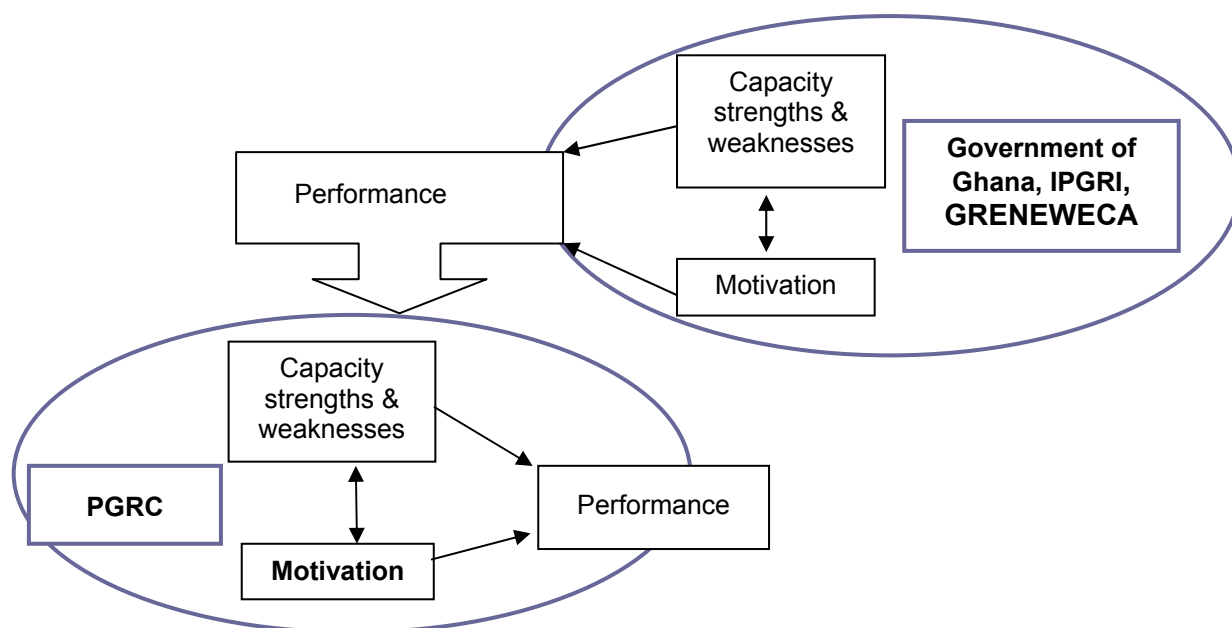 Capacity
strengths &
weaknesses
Government of
Ghana, IPGRI,
GRENEWECA
Performance
Motivation
Capacity
strengths &
weaknesses
PGRC
Performance
Motivation